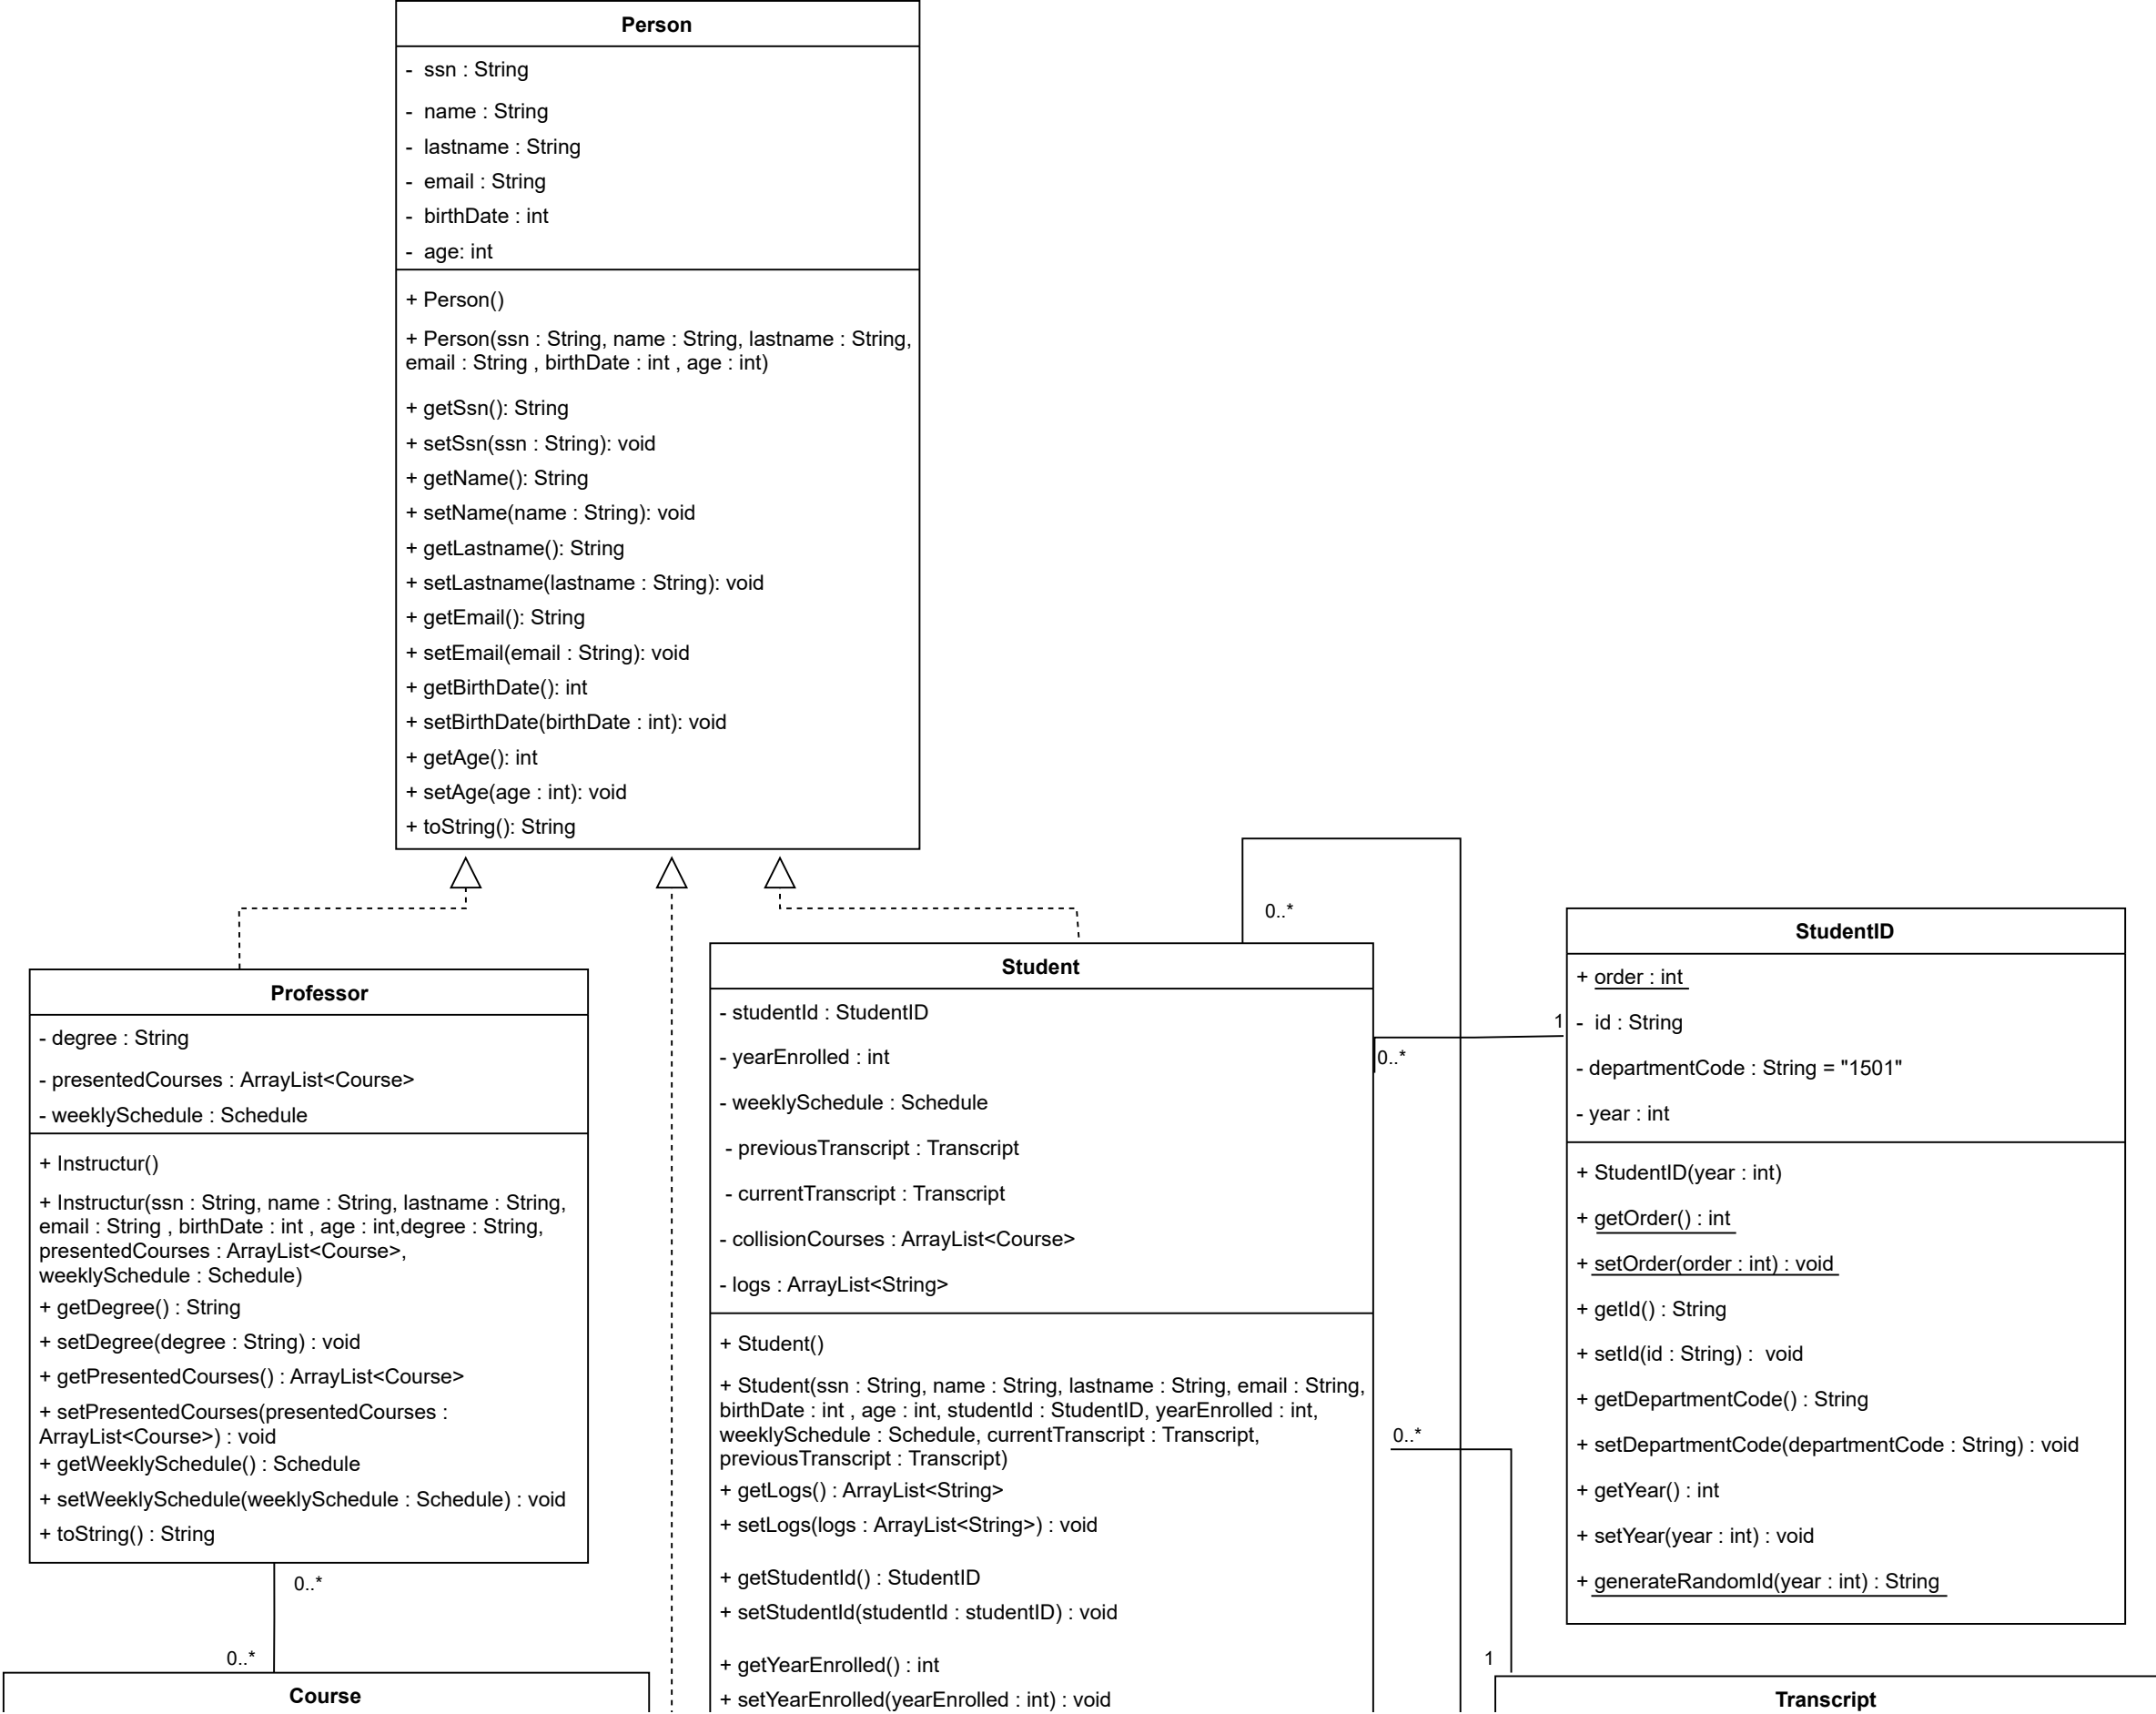 Person
- ssn : String
- name : String
- lastname : String
- email : String
- birthDate : int
- age: int
+ Person()
+ Person(ssn : String, name : String, lastname : String,
email : String , birthDate : int , age : int)
+ getSsn(): String
+ setSsn(ssn : String): void
+ getName(): String
+ setName(name : String): void
+ getLastname(): String
+ setLastname(lastname : String): void
+ getEmail(): String
+ setEmail(email : String): void
+ getBirthDate(): int
+ setBirthDate(birthDate : int): void
+ getAge(): int
+ setAge(age : int): void
+ toString(): String
Professor
- degree : String
- presentedCourses : ArrayList<Course>
- weeklySchedule : Schedule
+ Instructur()
+ Instructur(ssn : String, name : String, lastname : String,
email : String , birthDate : int , age : int,degree : String,
presentedCourses : ArrayList<Course>,
weeklySchedule : Schedule)
+ getDegree() : String
+ setDegree(degree : String) : void
+ getPresentedCourses() : ArrayList<Course>
+ setPresentedCourses(presentedCourses :
ArrayList<Course>) : void
+ getWeeklySchedule() : Schedule
+ setWeeklySchedule(weeklySchedule : Schedule) : void
+ toString() : String
0..*
0..*
Course
0..*
Student
- studentId : StudentID
- yearEnrolled : int
- weeklySchedule : Schedule
- previousTranscript : Transcript
- currentTranscript : Transcript
- collisionCourses : ArrayList<Course>
- logs : ArrayList<String>
+ Student()
+ Student(ssn : String, name : String, lastname : String, email : String,
birthDate : int , age : int, studentId : StudentID, yearEnrolled : int,
weeklySchedule : Schedule, currentTranscript : Transcript,
previousTranscript : Transcript)
+ getLogs() : ArrayList<String>
+ setLogs(logs : ArrayList<String>) : void
+ getStudentId() : StudentID
+ setStudentId(studentId : studentID) : void
+ getYearEnrolled() : int
+ setYearEnrolled(yearEnrolled : int) : void
1
0..*
0..*
1
StudentID
+ order : int
- id : String
- departmentCode : String = "1501"
- year : int
+ StudentID(year : int)
+ getOrder() : int
+ setOrder(order : int) : void
+ getId() : String
+ setId(id : String) : void
+ getDepartmentCode() : String
+ setDepartmentCode(departmentCode : String) : void
+ getYear() : int
+ setYear(year : int) : void
+ generateRandomId(year : int) : String
Transcript